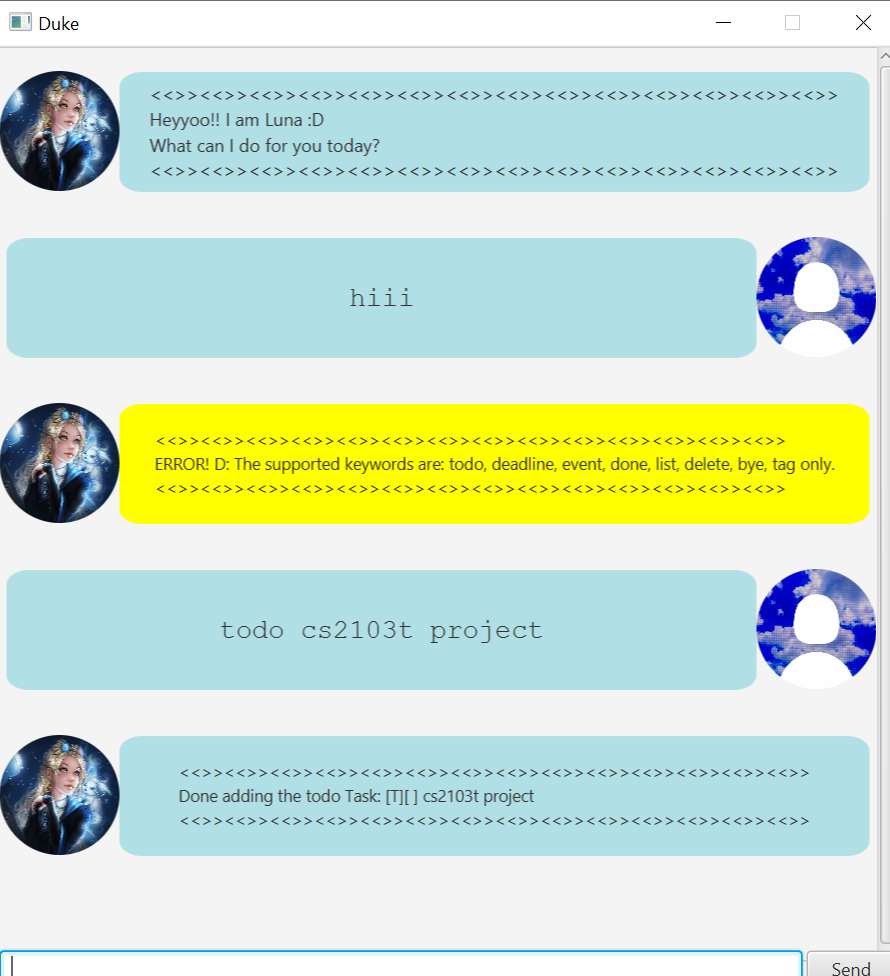 Duke
<<>><<>><<>><<>><<>><<>><<>><<>><<>><<>><<>><<>><<>><<>>
Heyyoo!! I am Luna :D
What can I do for you today?
<<>><<>><<>><<>><<>><<>><<>><<>><<>><<>><<>><<>><<>><<>>
hiii
<<>><<>><<>><<>><<>><<>><<>><<>><<>><<>><<>><<>><<>><<>>
ERROR! D: The supported keywords are: todo, deadline, event, done, list, delete, bye, tag only.
<<>><<>><<>><<>><<>><<>><<>><<>><<>><<>><<>><<>><<>><<>>
todo cs2103t project
<<>><<>><<>><<>><<>><<>><<>><<>><<>><<>><<>><<>><<>><<>>
Done adding the todo Task: [T][ ] cs2103t project
<<>><<>><<>><<>><<>><<>><<>><<>><<>><<>><<>><<>><<>><<>>
Send